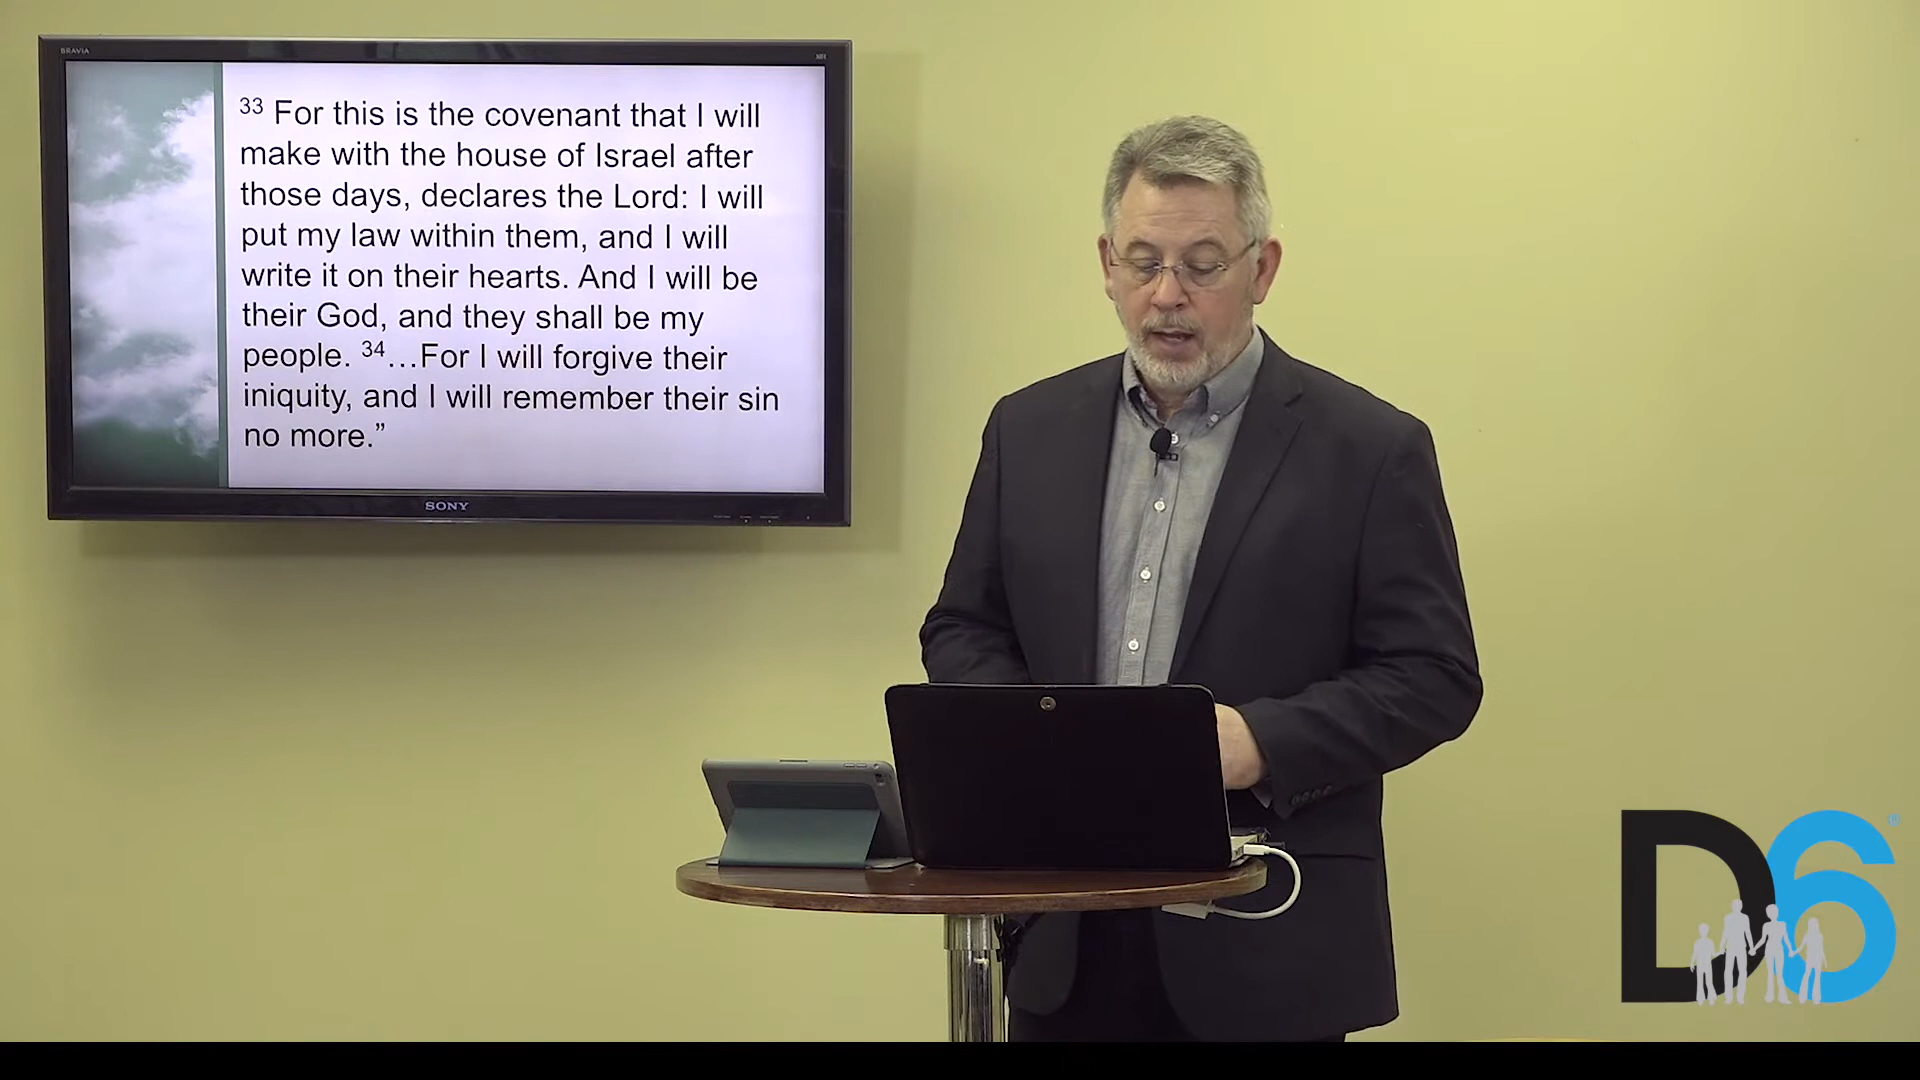 BRAVIA
³³ For this is the covenant that I will
make with the house of Israel after
those days, declares the Lord: I will
put my law within them, and I will
write it on their hearts. And I will be
their God, and they shall be my
people. ³⁴…For I will forgive their
iniquity, and I will remember their sin
no more.”
SONY
D6®